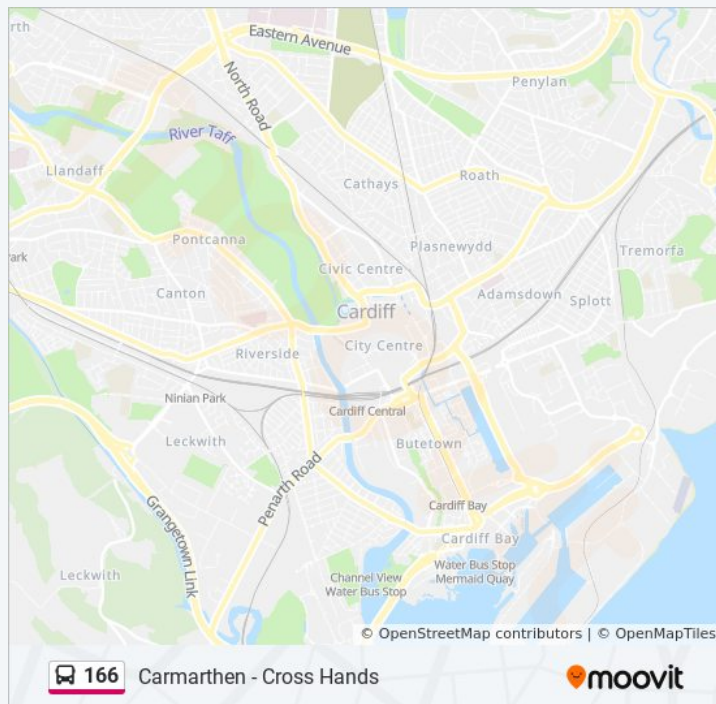 Eastern Avenue
North Road
Penylan
River Taff
Llandaff
Cathays
Roath
Pontcanna
Plasnewydd
Tremorfa
Civic Centre
Canton
Adamsdown
Splott
Cardiff
City Centre
Riverside
Ninian Park
Cardiff Central
Leckwith
Butetown
Penarth Road
Grangetown Link
Cardiff Bay
Cardiff Bay
Water Bus Stop
Mermaid Quay
Leckwith
Channel View
Water Bus Stop
© OpenStreetMap contributors | © OpenMapTiles
166 Carmarthen - Cross Hands
moovit